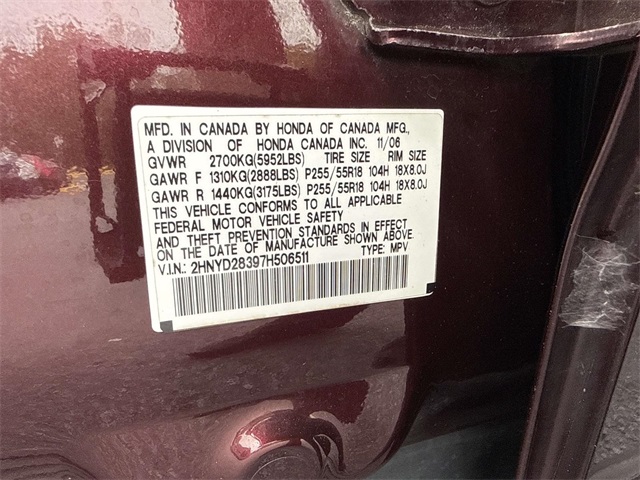 MFD. IN CANADA BY HONDA OF CANADA MFG.,
A DIVISION OF HONDA CANADA INC. 11/06
GVWR 2700KG(5952LBS) TIRE SIZE RIM SIZE
GAWR F 1310KG(2888LBS) P255/55R18 104H 18X8.0J
GAWR R 1440KG(3175LBS) P255/55R18 104H 18X8.0J
THIS VEHICLE CONFORMS TO ALL APPLICABLE
FEDERAL MOTOR VEHICLE SAFETY
AND THEFT PREVENTION STANDARDS IN EFFECT
ON THE DATE OF MANUFACTURE SHOWN ABOVE.
V.I.N.: 2HNYD28397H506511 TYPE: MPV